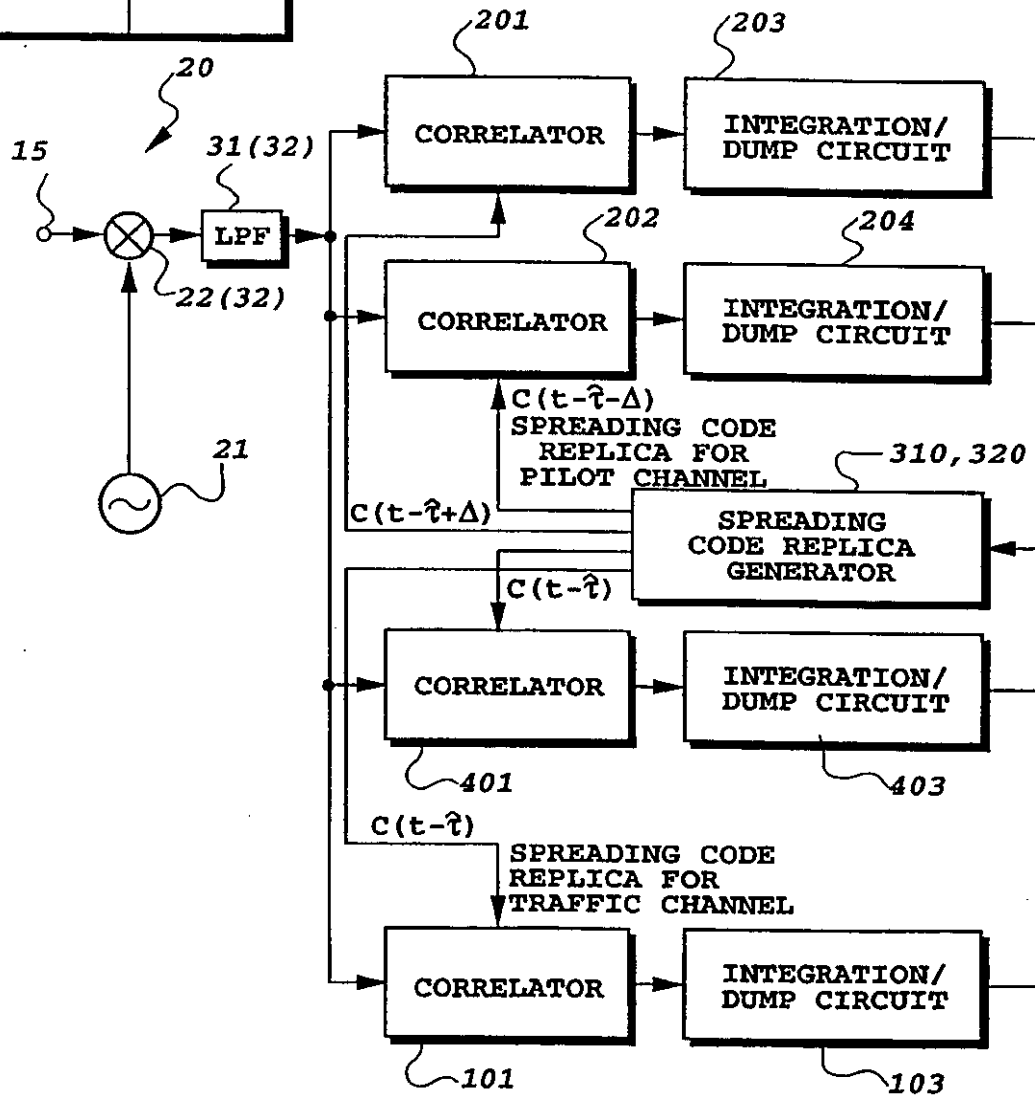 201
203
20
15
31(32)
CORRELATOR
INTEGRATION/
DUMP CIRCUIT
LPF
202
204
22(32)
CORRELATOR
INTEGRATION/
DUMP CIRCUIT
C(t-τ̂-Δ)
SPREADING CODE
REPLICA FOR
PILOT CHANNEL
21
310,320
C(t-τ̂+Δ)
SPREADING
CODE REPLICA
GENERATOR
C(t-τ̂)
CORRELATOR
INTEGRATION/
DUMP CIRCUIT
401
403
C(t-τ̂)
SPREADING CODE
REPLICA FOR
TRAFFIC CHANNEL
CORRELATOR
INTEGRATION/
DUMP CIRCUIT
101
103